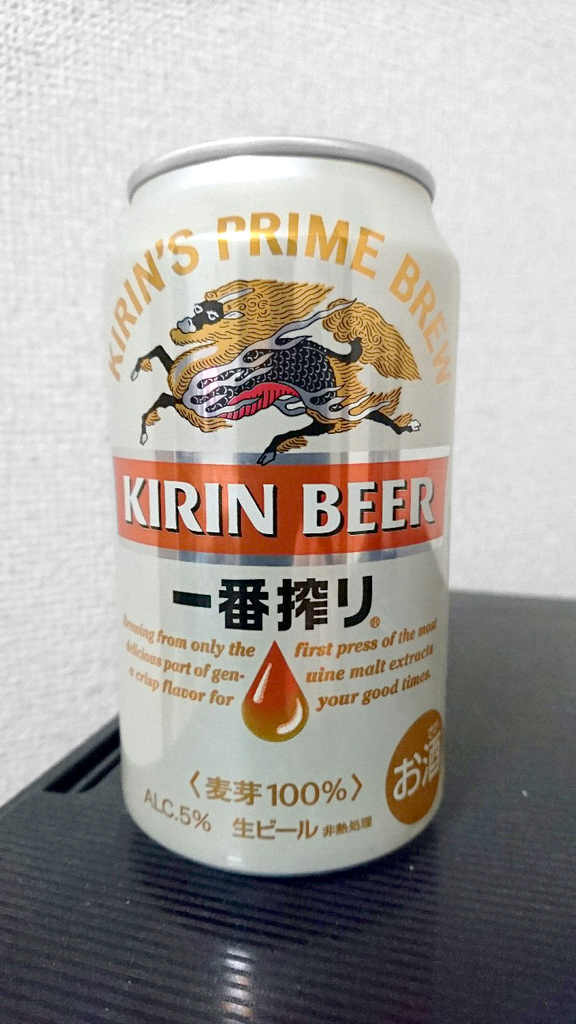 KIRIN'S PRIME BREW
KIRIN BEER
一番搾り®
Brewing from only the first press of the most
delicious part of gen- uine malt extracts
a crisp flavor for your good times.
〈麦芽100%〉
お酒
ALC.5% 生ビール 非熱処理